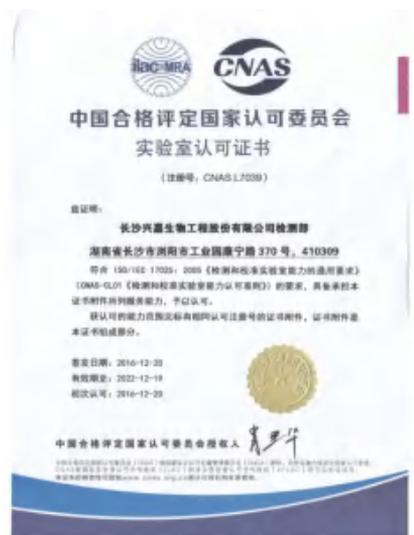 ilac-MRA
CNAS
中国合格评定国家认可委员会
实验室认可证书
(注册号：CNAS L7039)
兹证明：
长沙兴嘉生物工程股份有限公司检测部
湖南省长沙市浏阳市工业园康宁路 370 号，410309
符合 ISO/IEC 17025：2005《检测和校准实验室能力的通用要求》
(CNAS-CL01《检测和校准实验室能力认可准则》)的要求，具备承担本
证书附件所列服务能力，予以认可。
获认可的能力范围见标有相同认可注册号的证书附件，证书附件是
本证书组成部分。
签发日期：2016-12-20
有效期至：2022-12-19
初次认可：2016-12-20
中国合格评定国家认可委员会授权人